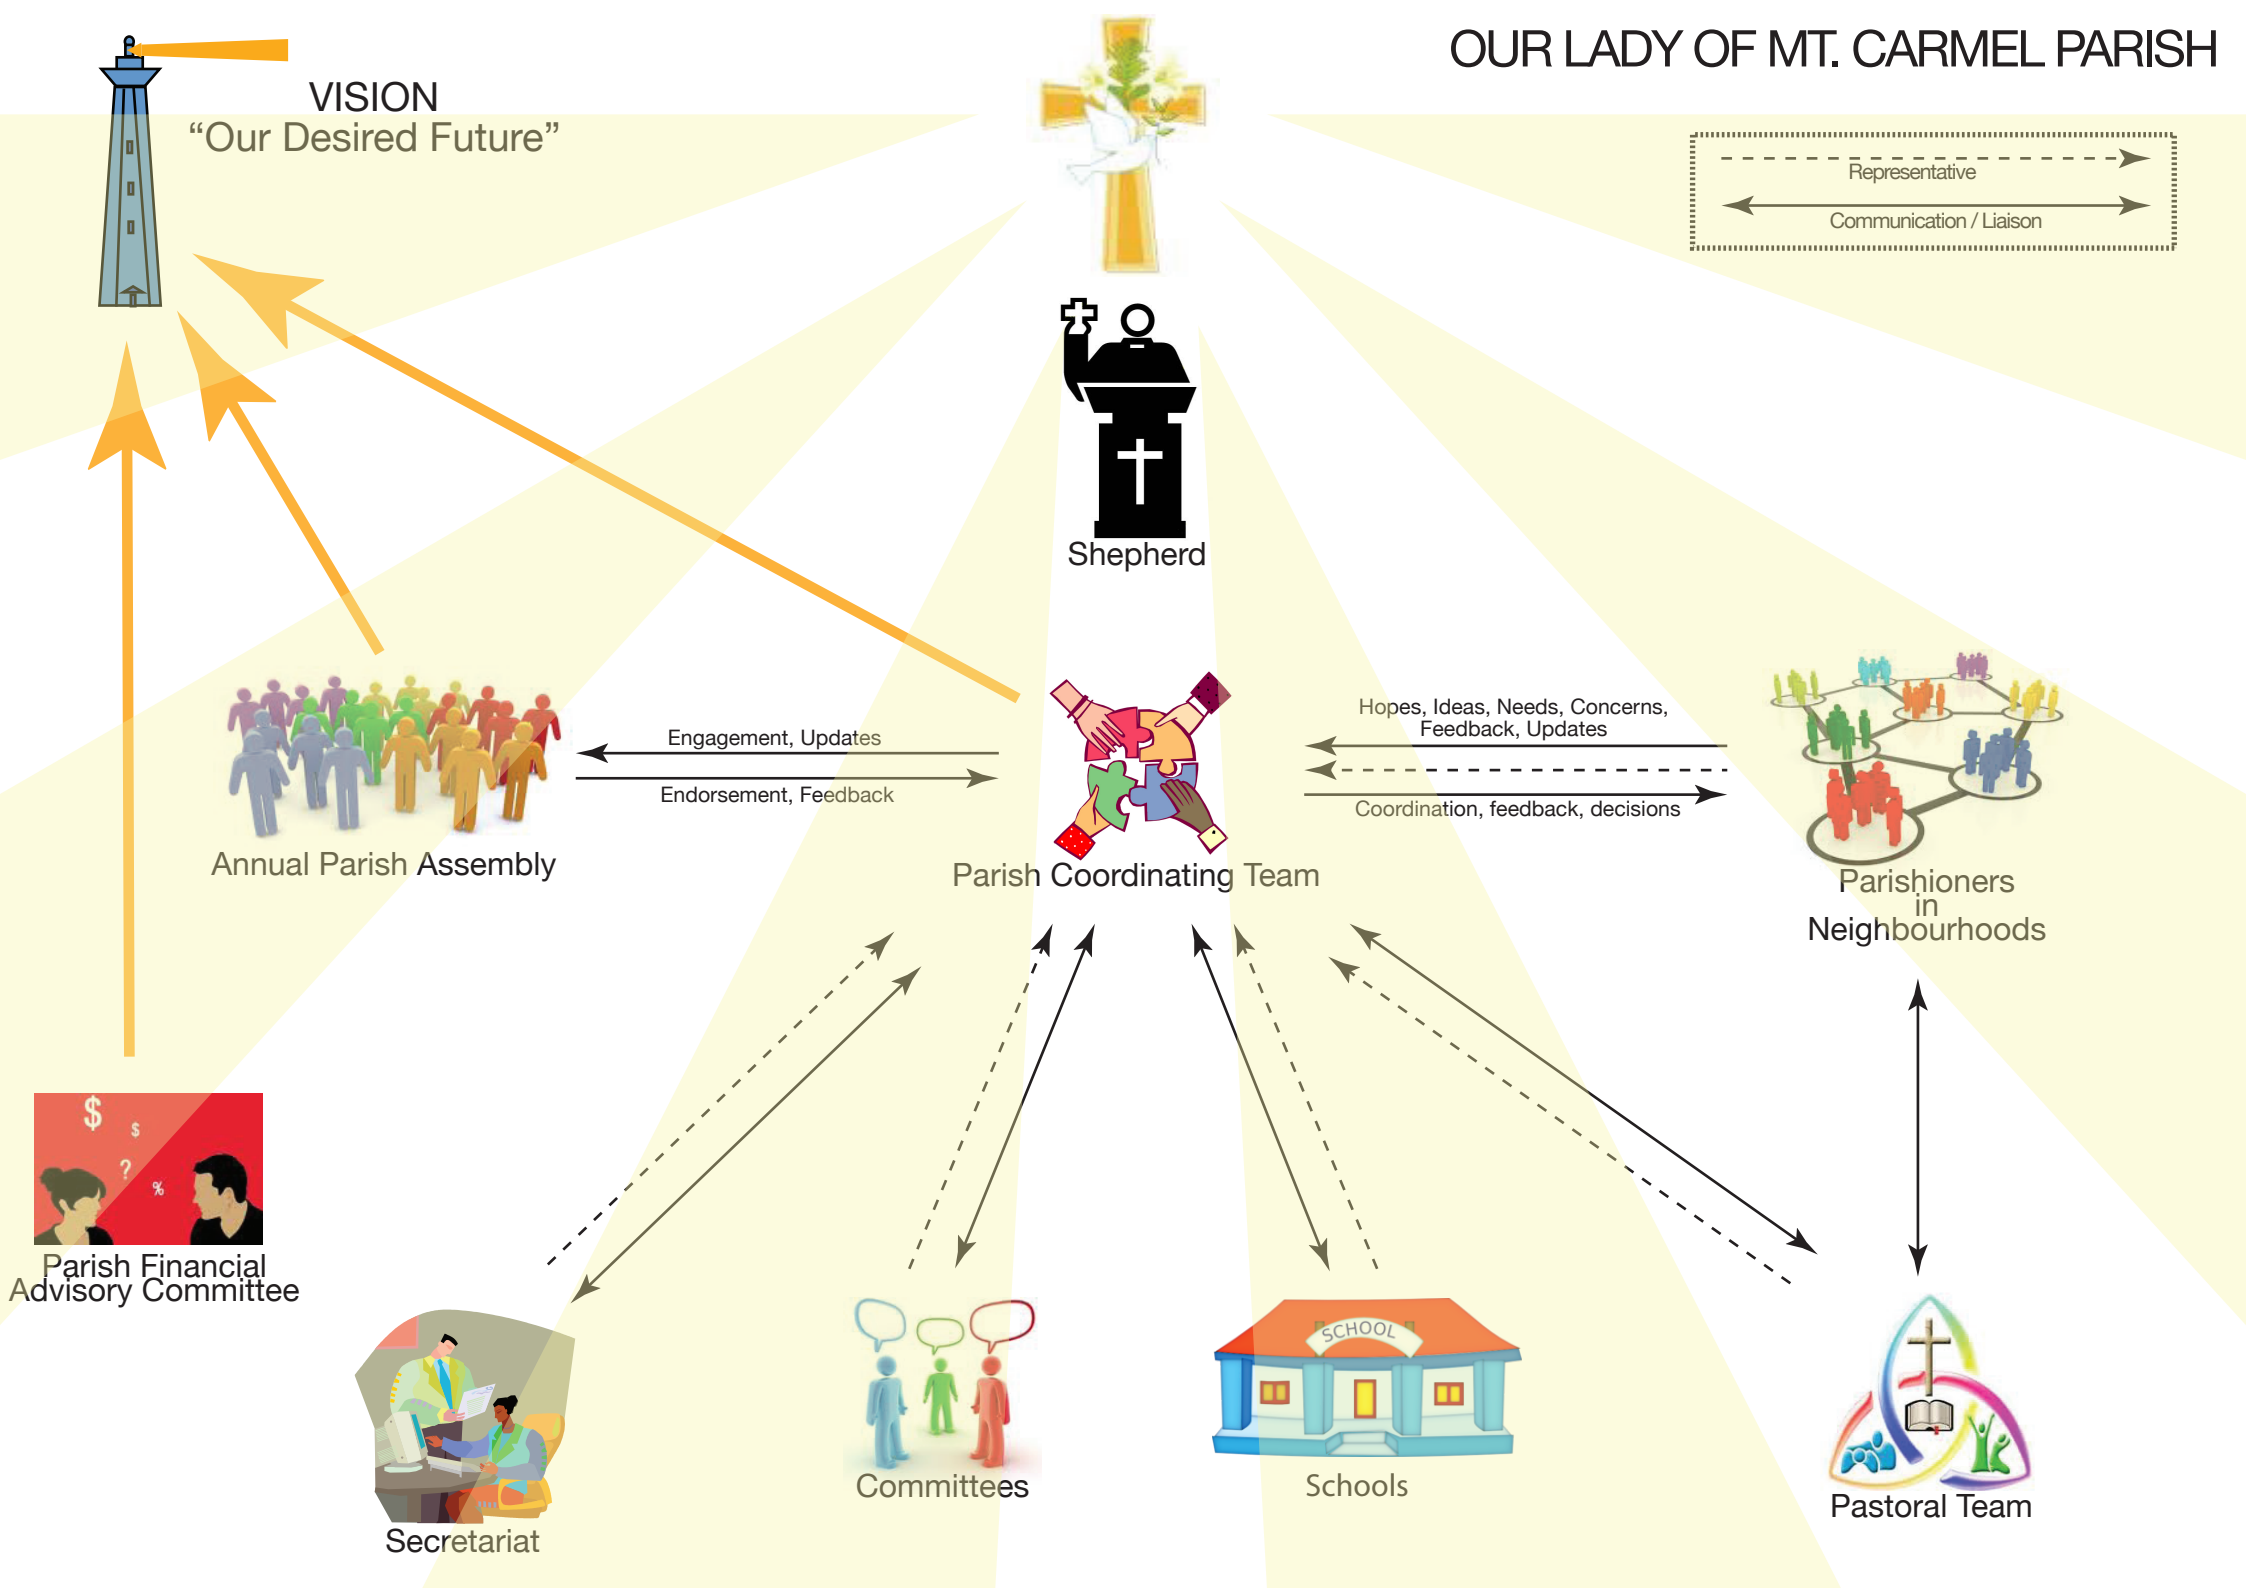 OUR LADY OF MT. CARMEL PARISH
VISION
“Our Desired Future”
Representative
Communication / Liaison
Shepherd
Engagement, Updates
Endorsement, Feedback
Hopes, Ideas, Needs, Concerns,
Feedback, Updates
Coordination, feedback, decisions
Annual Parish Assembly
Parish Coordinating Team
Parishioners
in
Neighbourhoods
$
$
?
%
Parish Financial
Advisory Committee
SCHOOL
Secretariat
Committees
Schools
Pastoral Team